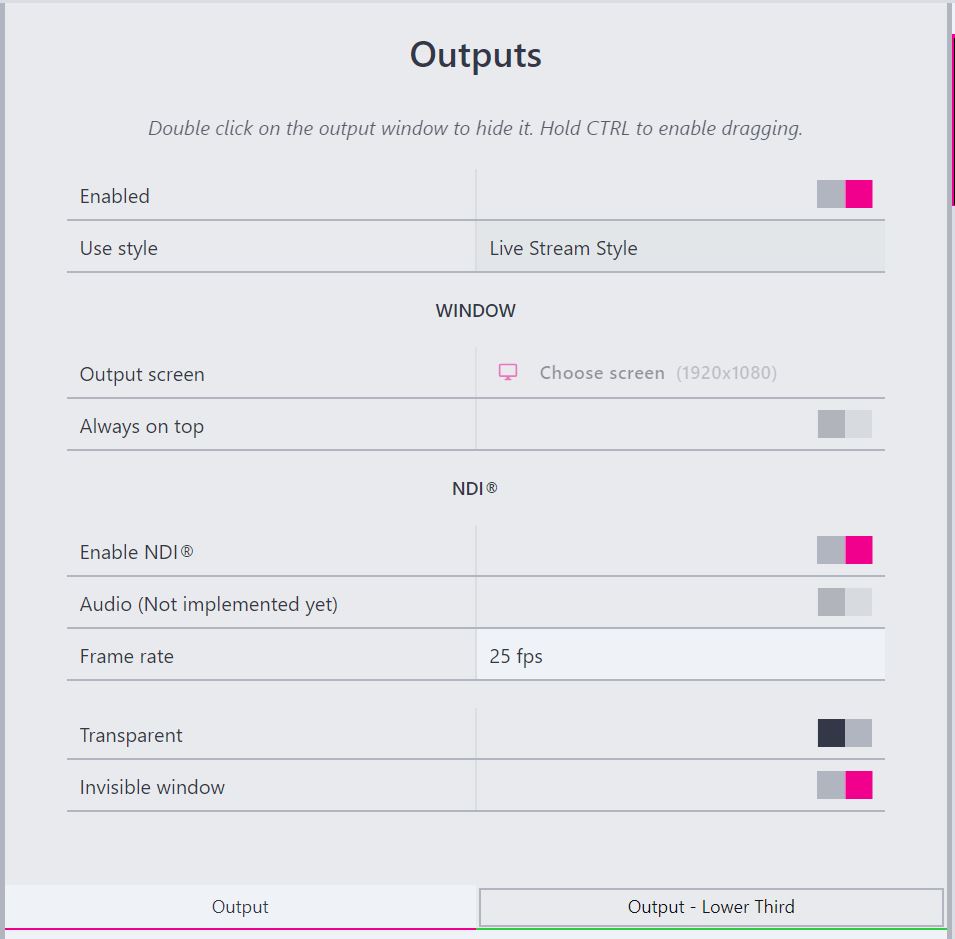 Outputs
Double click on the output window to hide it. Hold CTRL to enable dragging.
Enabled
Use style
Live Stream Style
WINDOW
Output screen
Choose screen (1920x1080)
Always on top
NDI®
Enable NDI®
Audio (Not implemented yet)
Frame rate
25 fps
Transparent
Invisible window
Output
Output - Lower Third